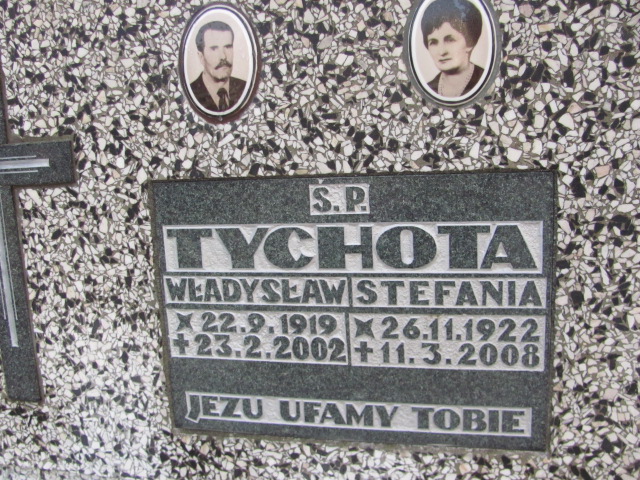 Ś.P.
TYCHOTA
WŁADYSŁAW STEFANIA
22.9.1919 26.11.1922
+23.2.2002 +11.3.2008
JEZU UFAMY TOBIE